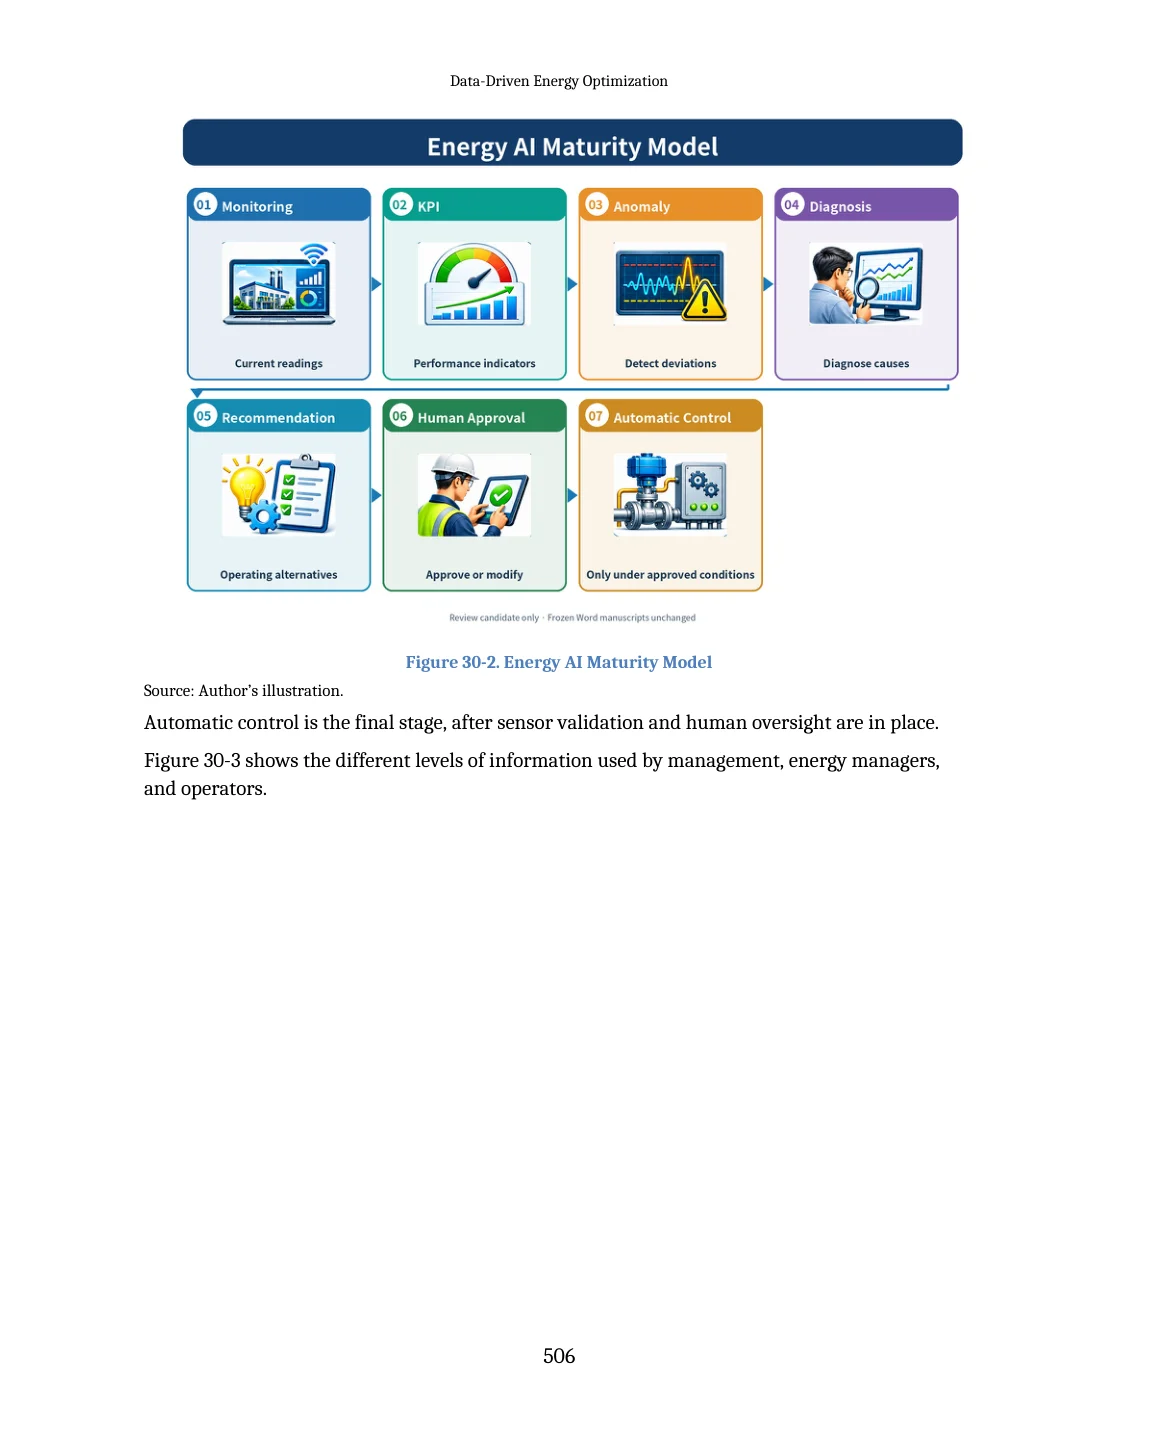 Data-Driven Energy Optimization
Energy AI Maturity Model
01 Monitoring
Current readings
02 KPI
Performance indicators
03 Anomaly
Detect deviations
04 Diagnosis
Diagnose causes
05 Recommendation
Operating alternatives
06 Human Approval
Approve or modify
07 Automatic Control
Only under approved conditions
Review candidate only · Frozen Word manuscripts unchanged
Figure 30-2. Energy AI Maturity Model
Source: Author’s illustration.
Automatic control is the final stage, after sensor validation and human oversight are in place.
Figure 30-3 shows the different levels of information used by management, energy managers,
and operators.
506